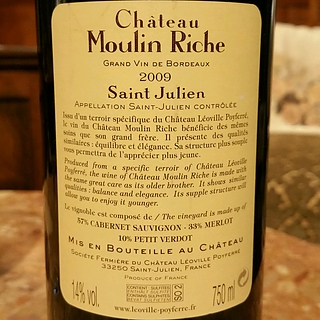 Château
Moulin Riche
Grand Vin de Bordeaux
2009
Saint Julien
Appellation Saint-Julien Contrôlée
Issu d'un terroir spécifique du Château Léoville Poyferré,
le vin du Château Moulin Riche bénéficie des mêmes
soins que son grand frère. Il présente des qualités
similaires : équilibre et élégance. Sa structure plus souple
vous permettra de l'apprécier plus jeune.
Produced from a specific terroir of Château Léoville
Poyferré, the wine of Château Moulin Riche is made with
the same great care as its older brother. It shows similar
qualities : balance and elegance. Its supple structure will
allow you to enjoy it younger.
Le vignoble est composé de / The vineyard is made up of
57% CABERNET SAUVIGNON - 33% MERLOT
10% PETIT VERDOT
Mis en Bouteille au Château
Société Fermière du Château Léoville Poyferré
33250 Saint-Julien, France
Produce of France
14% vol.
CONTIENT SULFITES
ENTHÄLT SULFITE
CONTAINS SULPHITES
SO2
750 ml
www.leoville-poyferre.fr